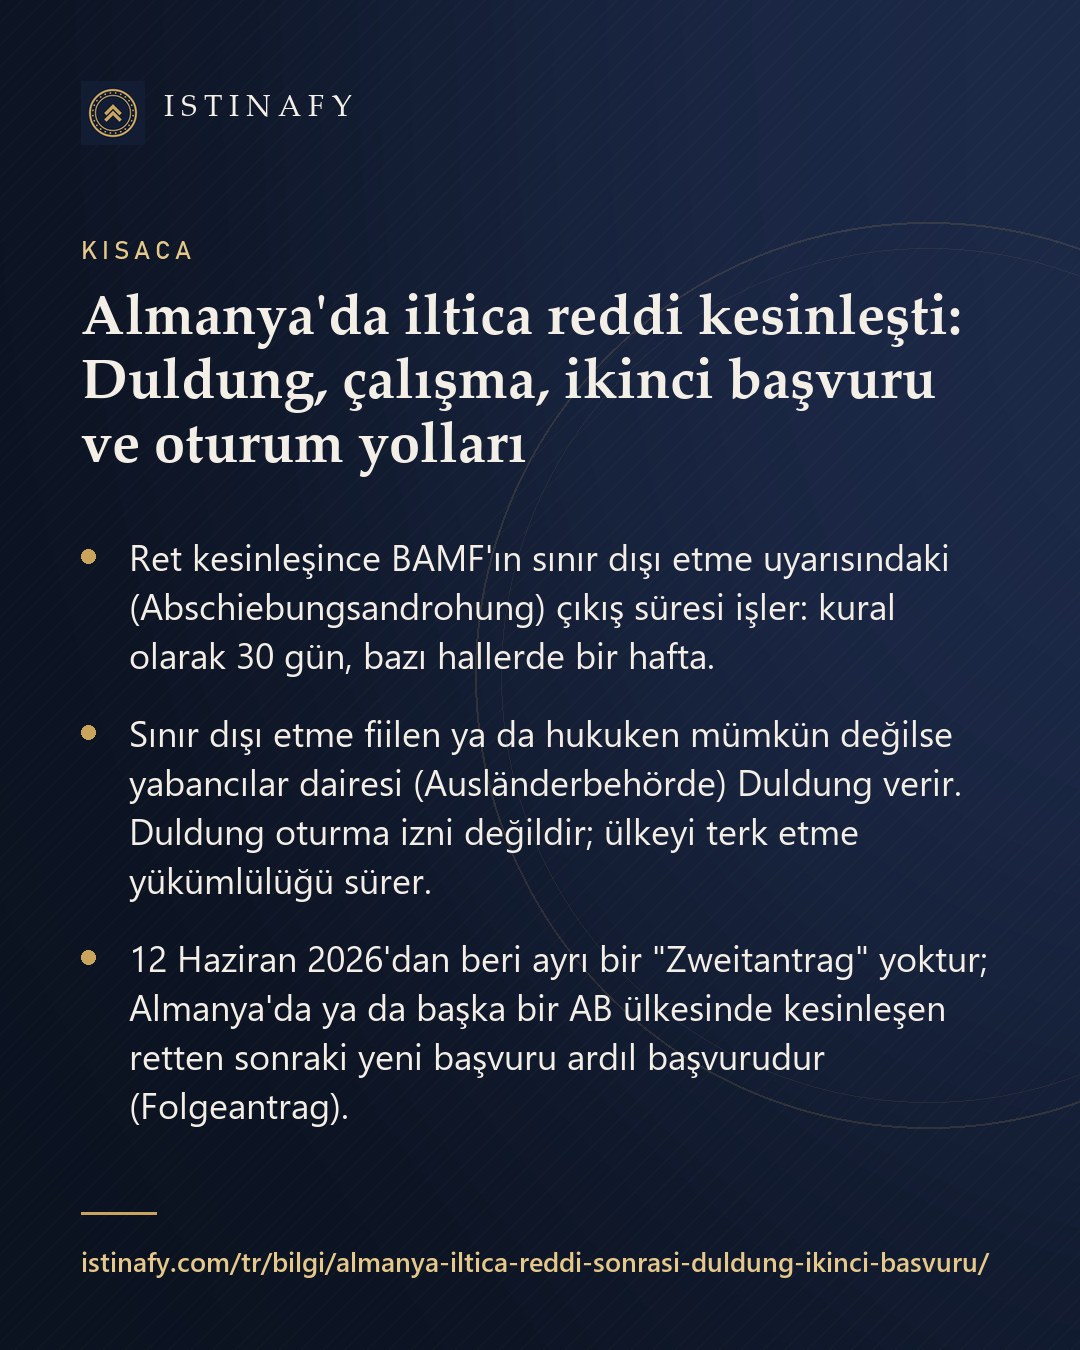 ISTINAFY
KISACA
Almanya'da iltica reddi kesinleşti:
Duldung, çalışma, ikinci başvuru
ve oturum yolları
Ret kesinleşince BAMF'ın sınır dışı etme uyarısındaki
(Abschiebungsandrohung) çıkış süresi işler: kural
olarak 30 gün, bazı hallerde bir hafta.
Sınır dışı etme fiilen ya da hukuken mümkün değilse
yabancılar dairesi (Ausländerbehörde) Duldung verir.
Duldung oturma izni değildir; ülkeyi terk etme
yükümlülüğü sürer.
12 Haziran 2026'dan beri ayrı bir "Zweitantrag" yoktur;
Almanya'da ya da başka bir AB ülkesinde kesinleşen
retten sonraki yeni başvuru ardıl başvurudur
(Folgeantrag).
istinafy.com/tr/bilgi/almanya-iltica-reddi-sonrasi-duldung-ikinci-basvuru/